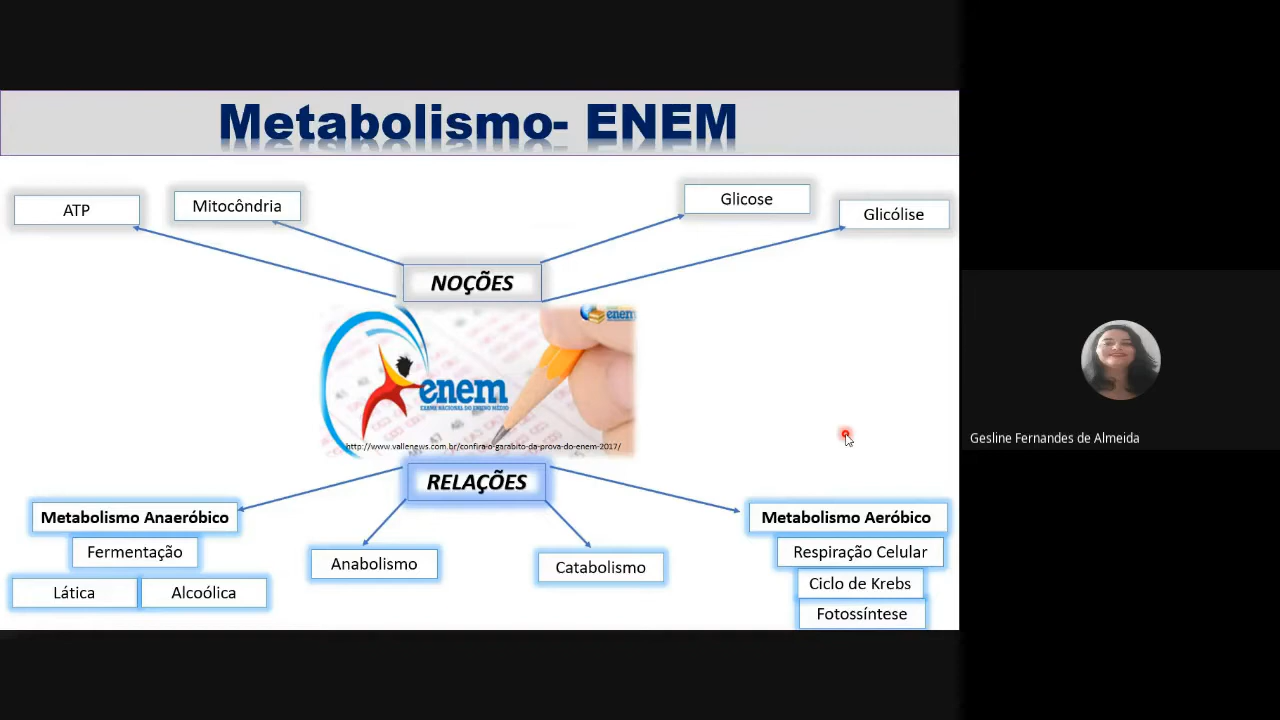 Metabolismo- ENEM
ATP
Mitocôndria
Glicose
Glicólise
NOÇÕES
enem
enem
EXAME NACIONAL DO ENSINO MÉDIO
http://www.vallenews.com.br/confira-o-garabito-da-prova-do-enem-2017/
Gesline Fernandes de Almeida
RELAÇÕES
Metabolismo Anaeróbico
Fermentação
Lática
Alcoólica
Anabolismo
Catabolismo
Metabolismo Aeróbico
Respiração Celular
Ciclo de Krebs
Fotossíntese